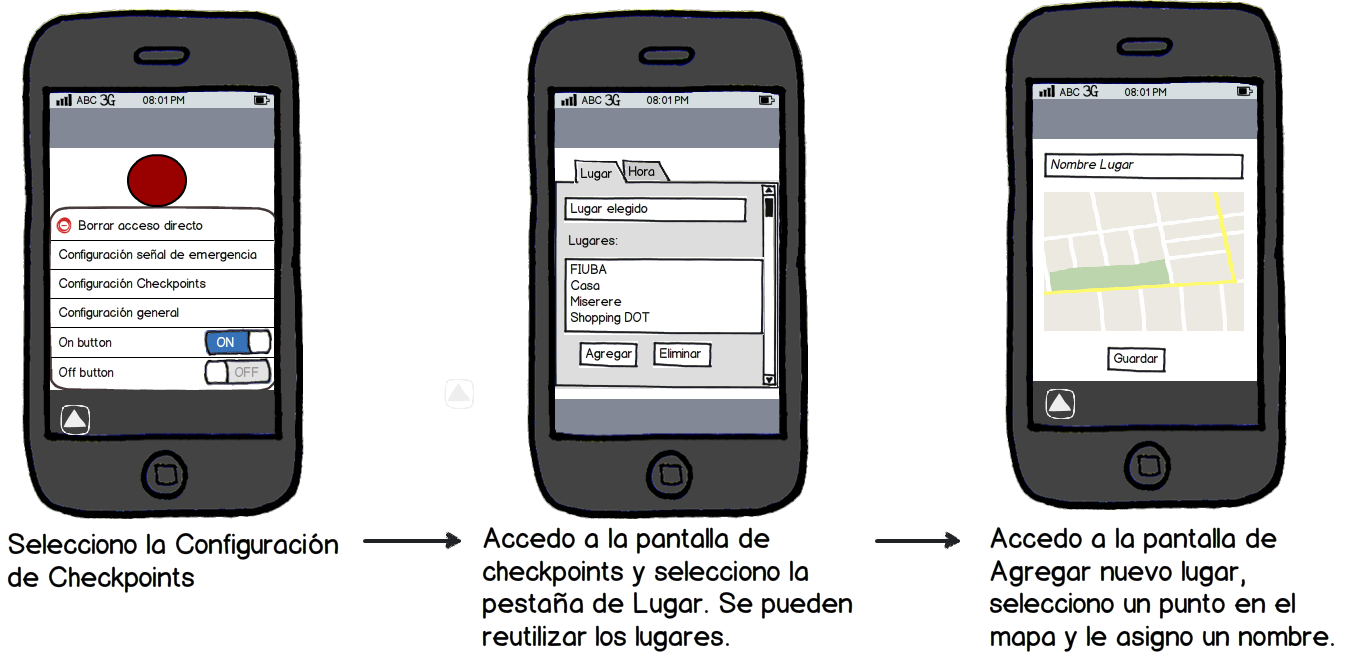 ABC 3G 08:01 PM
Borrar acceso directo
Configuración señal de emergencia
Configuración Checkpoints
Configuración general
On button ON
Off button OFF
Selecciono la Configuración
de Checkpoints
ABC 3G 08:01 PM
Lugar Hora
Lugar elegido
Lugares:
FIUBA
Casa
Miserere
Shopping DOT
Agregar Eliminar
Accedo a la pantalla de
checkpoints y selecciono la
pestaña de Lugar. Se pueden
reutilizar los lugares.
ABC 3G 08:01 PM
Nombre Lugar
Guardar
Accedo a la pantalla de
Agregar nuevo lugar,
selecciono un punto en el
mapa y le asigno un nombre.